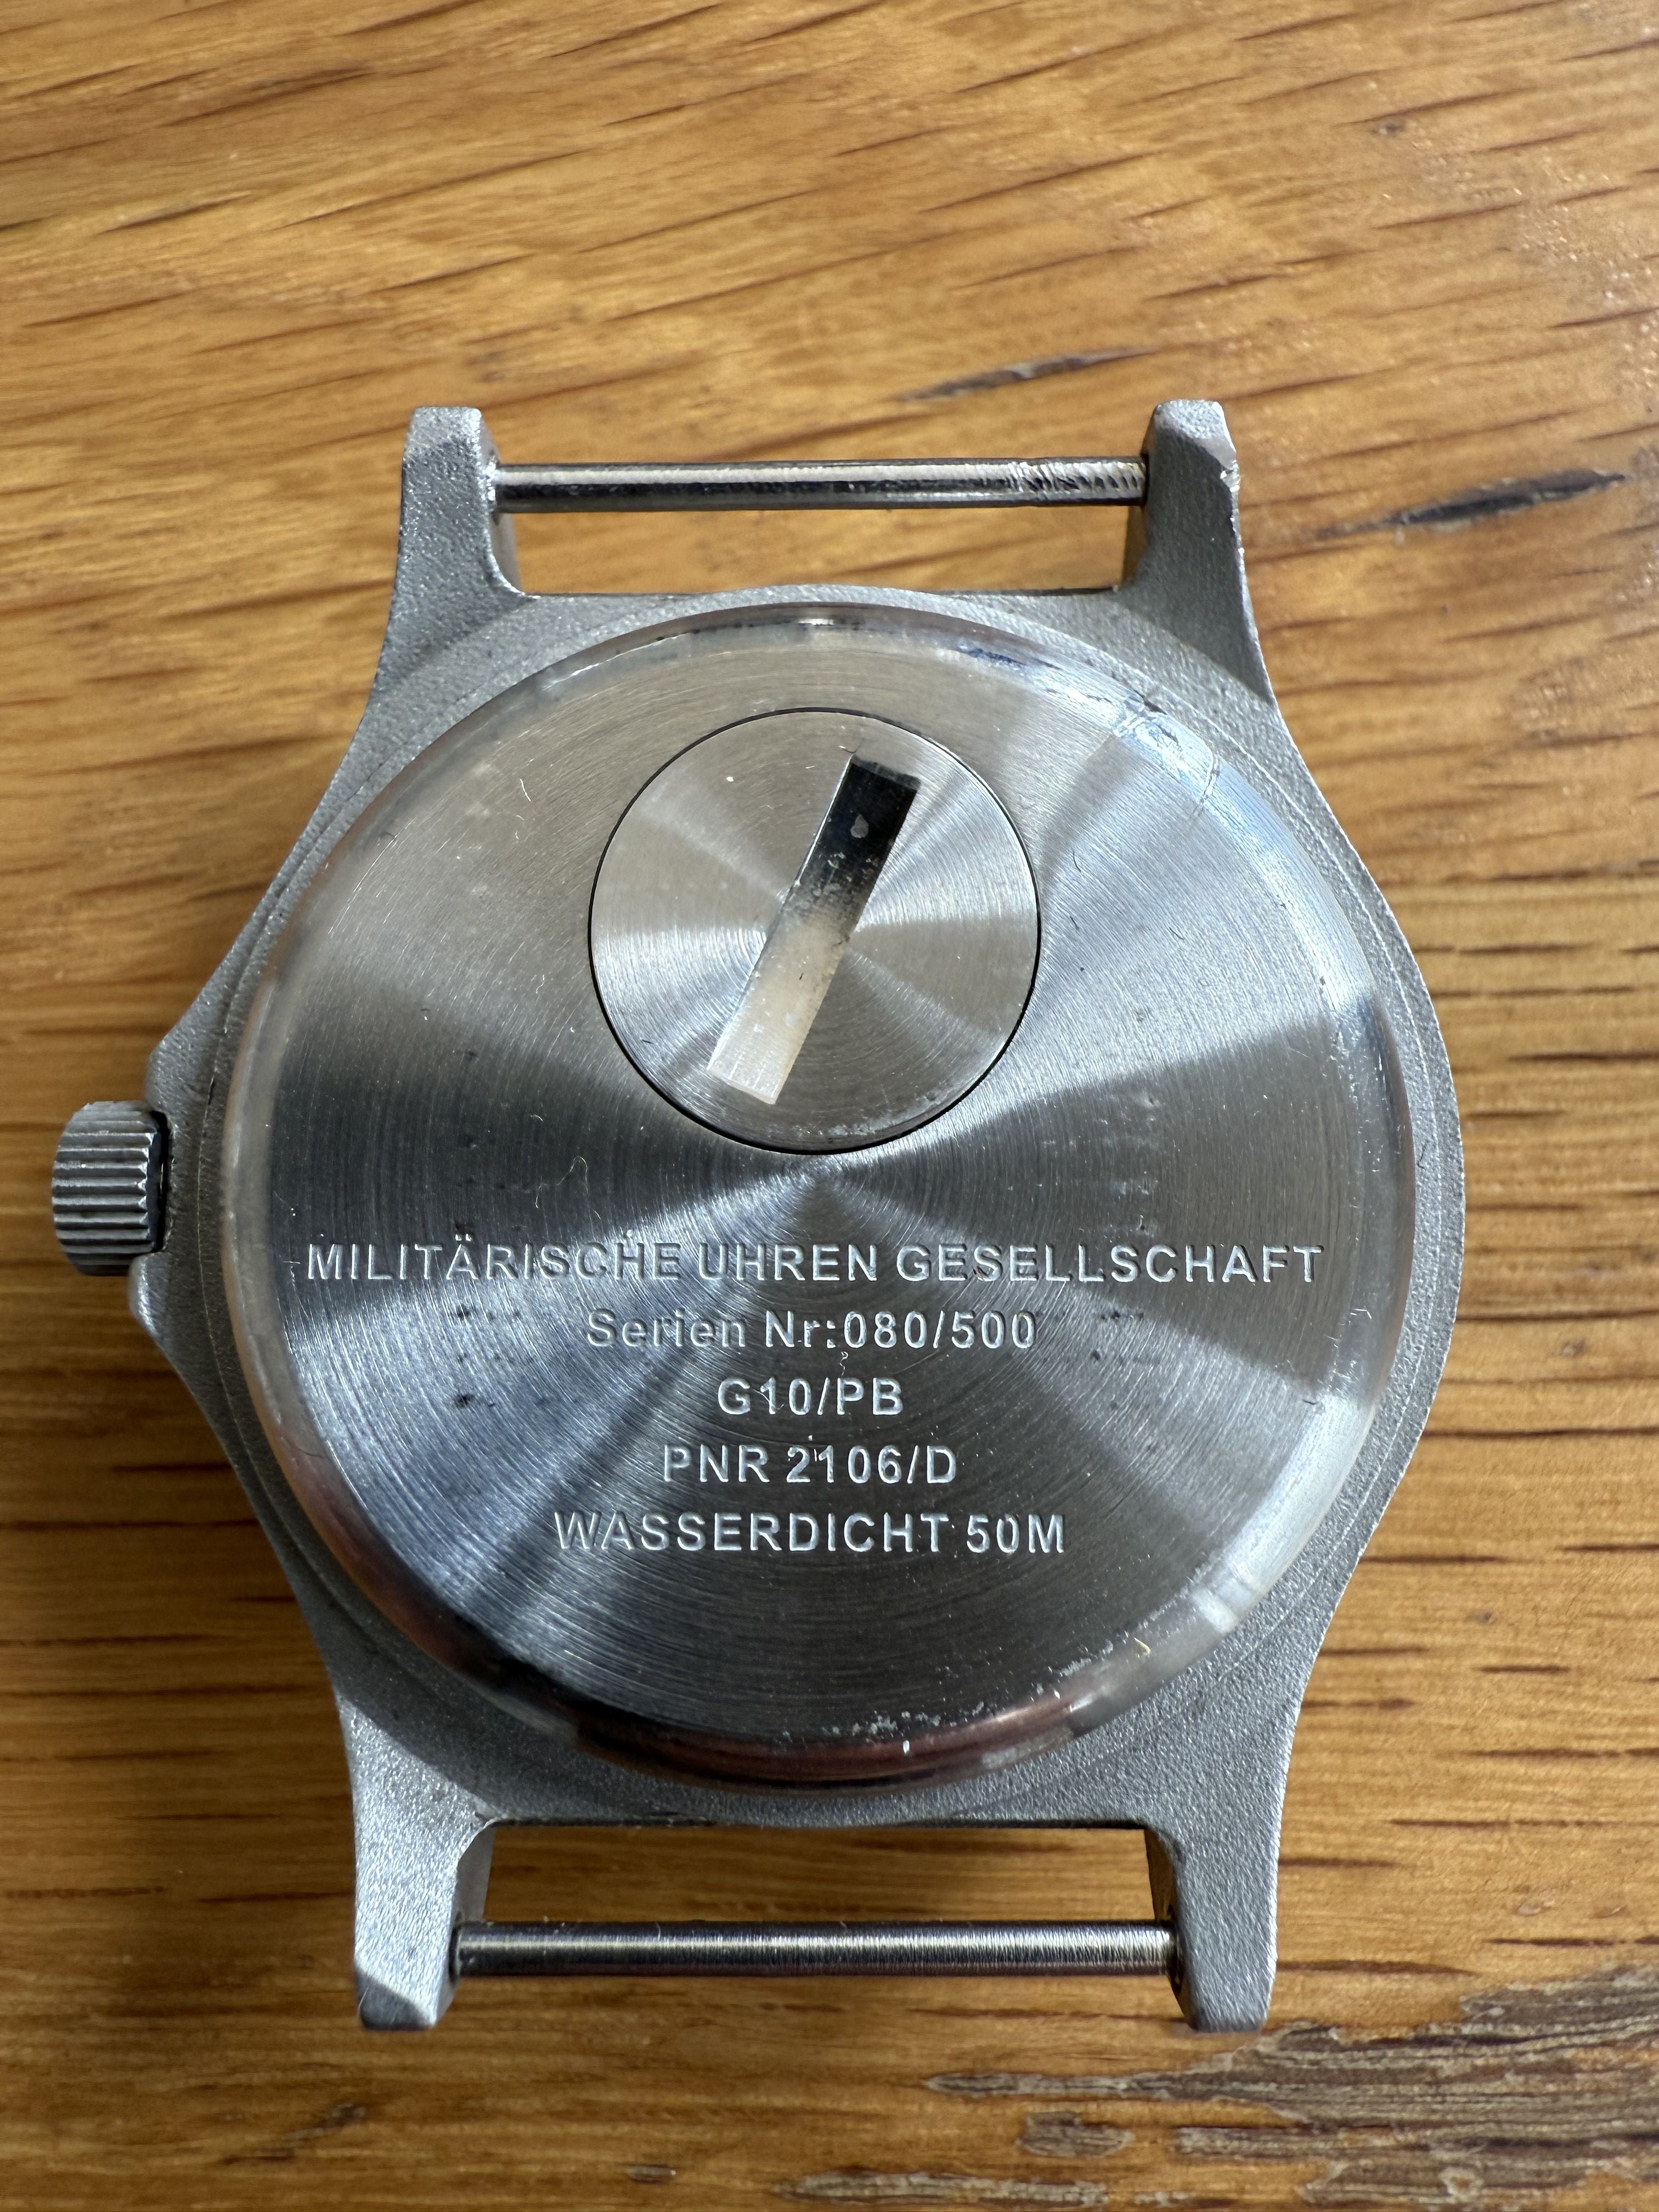 MILITÄRISCHE UHREN GESELLSCHAFT
Serien Nr:080/500
G10/PB
PNR 2106/D
WASSERDICHT 50M